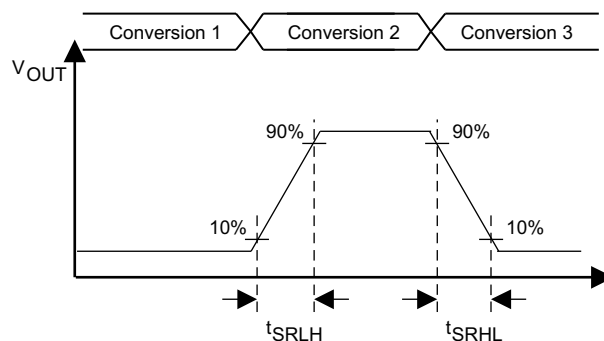 Conversion 1 Conversion 2 Conversion 3
VOUT
90% 90%
10% 10%
tSRLH tSRHL